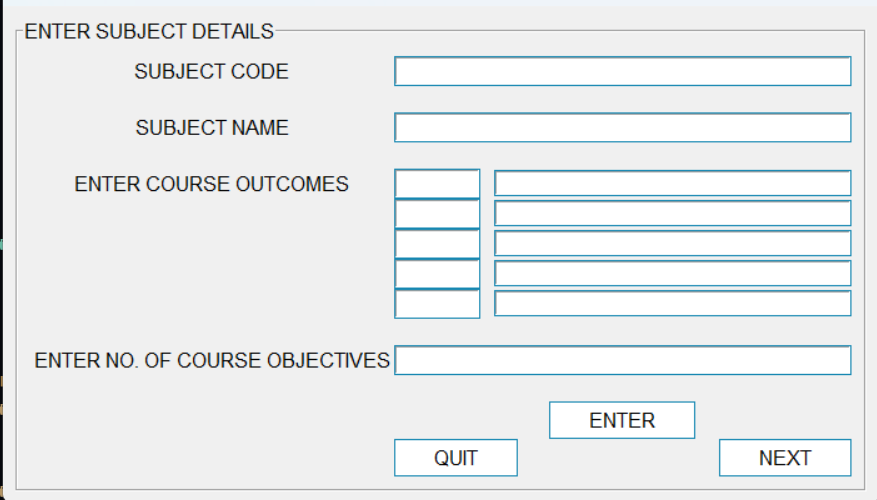 ENTER SUBJECT DETAILS
SUBJECT CODE
SUBJECT NAME
ENTER COURSE OUTCOMES
ENTER NO. OF COURSE OBJECTIVES
ENTER
QUIT NEXT